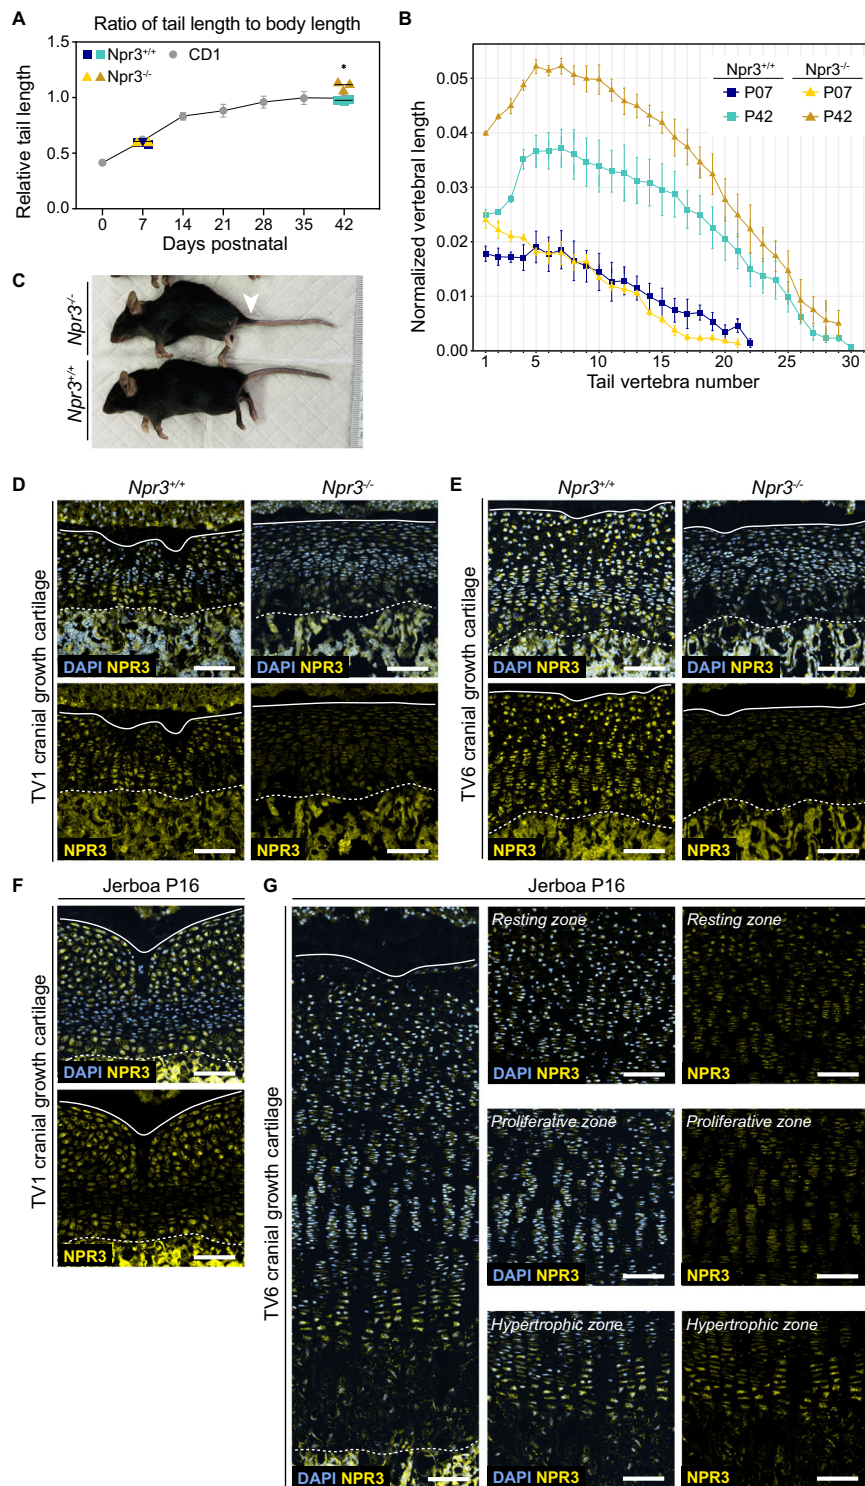 A
Ratio of tail length to body length
Relative tail length
1.5
1.0
0.5
0.0
Npr3+/+
CD1
Npr3-/-
*
0 7 14 21 28 35 42
Days postnatal
B
Normalized vertebral length
0.05
0.04
0.03
0.02
0.01
0.00
Npr3+/+ Npr3-/-
P07 P07
P42 P42
1 5 10 15 20 25 30
Tail vertebra number
C
Npr3-/-
Npr3+/+
D
Npr3+/+ Npr3-/-
TV1 cranial growth cartilage
DAPI NPR3
DAPI NPR3
NPR3
NPR3
E
Npr3+/+ Npr3-/-
TV6 cranial growth cartilage
DAPI NPR3
DAPI NPR3
NPR3
NPR3
F
Jerboa P16
TV1 cranial growth cartilage
DAPI NPR3
NPR3
G
Jerboa P16
TV6 cranial growth cartilage
DAPI NPR3
Resting zone
DAPI NPR3
Resting zone
NPR3
Proliferative zone
DAPI NPR3
Proliferative zone
NPR3
Hypertrophic zone
DAPI NPR3
Hypertrophic zone
NPR3